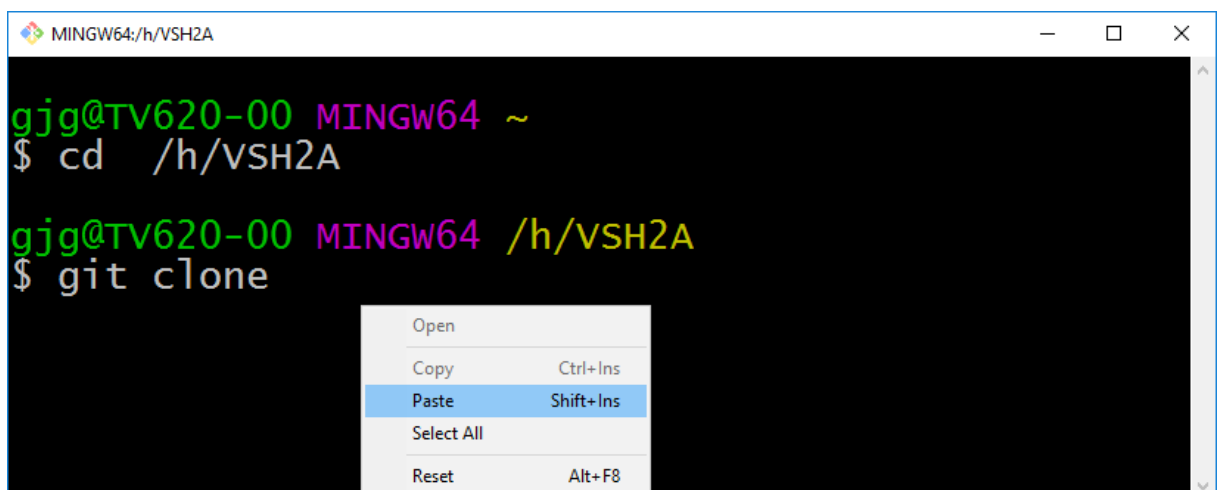 MINGW64:/h/VSH2A
gjg@TV620-00 MINGW64 ~
$ cd  /h/VSH2A
gjg@TV620-00 MINGW64 /h/VSH2A
$ git clone
Open
Copy Ctrl+Ins
Paste Shift+Ins
Select All
Reset Alt+F8